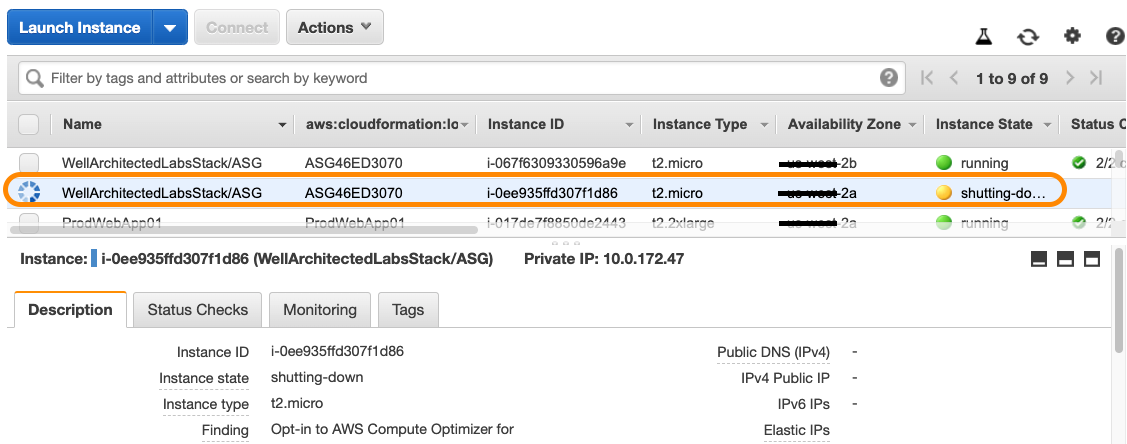 Launch Instance Connect Actions
Filter by tags and attributes or search by keyword 1 to 9 of 9
Name aws:cloudformation:lo Instance ID Instance Type Availability Zone Instance State Status C
WellArchitectedLabsStack/ASG ASG46ED3070 i-067f6309330596a9e t2.micro -2b running 2/2
WellArchitectedLabsStack/ASG ASG46ED3070 i-0ee935ffd307f1d86 t2.micro -2a shutting-do...
ProdWebApp01 ProdWebApp01 i-017de7f8850de2443 t2.2xlarge -2a running 2/2
Instance: i-0ee935ffd307f1d86 (WellArchitectedLabsStack/ASG) Private IP: 10.0.172.47
Description Status Checks Monitoring Tags
Instance ID i-0ee935ffd307f1d86 Public DNS (IPv4) -
Instance state shutting-down IPv4 Public IP -
Instance type t2.micro IPv6 IPs -
Finding Opt-in to AWS Compute Optimizer for Elastic IPs